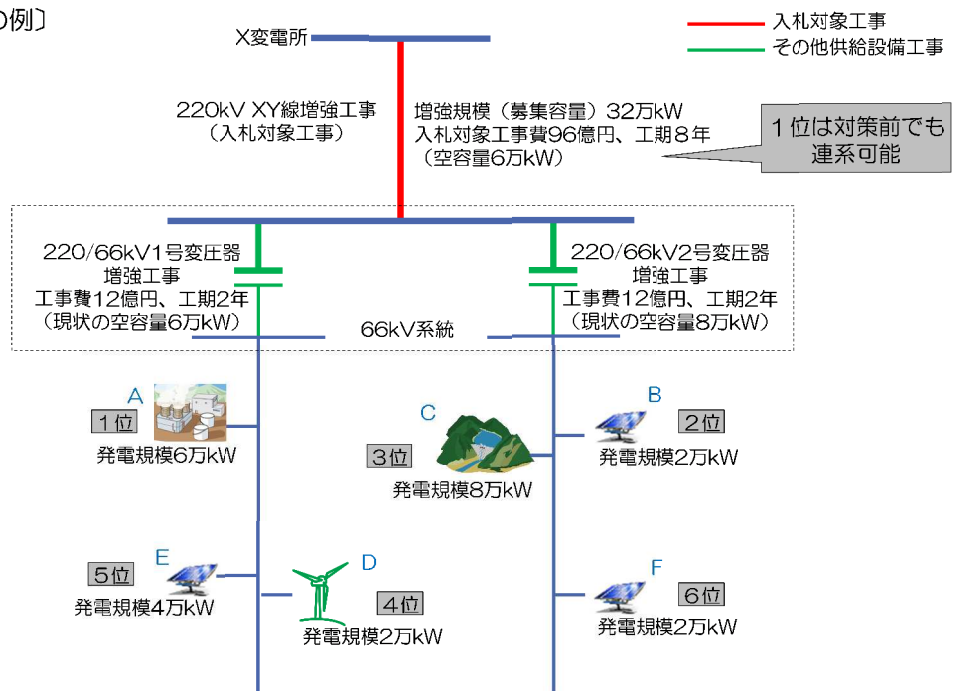 の例〕
入札対象工事
その他供給設備工事
X変電所
220kV XY線増強工事
（入札対象工事）
増強規模（募集容量）32万kW
入札対象工事費96億円、工期8年
（空容量6万kW）
1位は対策前でも
連系可能
220/66kV1号変圧器
増強工事
工事費12億円、工期2年
（現状の空容量6万kW）
220/66kV2号変圧器
増強工事
工事費12億円、工期2年
（現状の空容量8万kW）
66kV系統
A
1位
発電規模6万kW
C
3位
発電規模8万kW
B
2位
発電規模2万kW
E
5位
発電規模4万kW
D
4位
発電規模2万kW
F
6位
発電規模2万kW